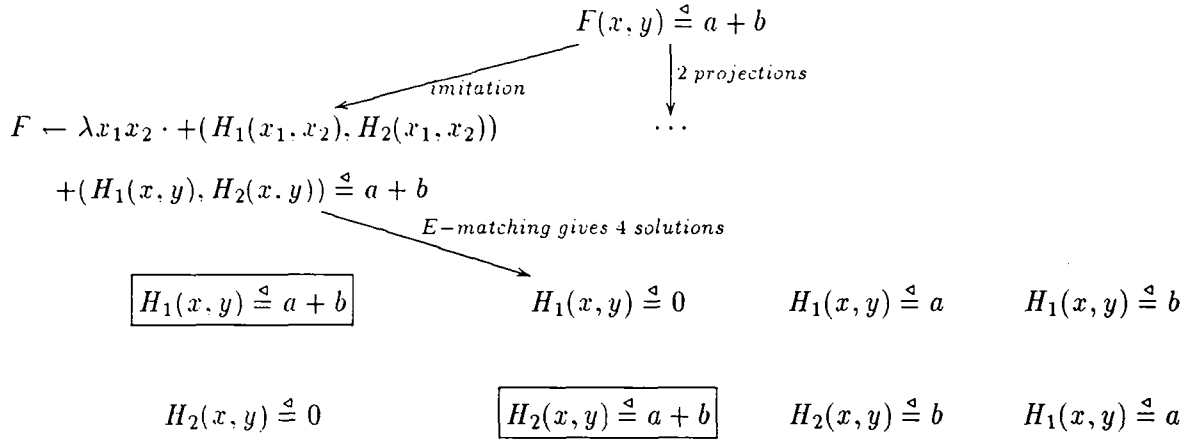 F(x, y) ≝ᐊ a + b
imitation
2 projections
F ← λx₁x₂ · +(H₁(x₁, x₂), H₂(x₁, x₂))
· · ·
+(H₁(x, y), H₂(x. y)) ≝ᐊ a + b
E−matching gives 4 solutions
H₁(x, y) ≝ᐊ a + b H₁(x, y) ≝ᐊ 0 H₁(x, y) ≝ᐊ a H₁(x, y) ≝ᐊ b
H₂(x, y) ≝ᐊ 0 H₂(x, y) ≝ᐊ a + b H₂(x, y) ≝ᐊ b H₁(x, y) ≝ᐊ a